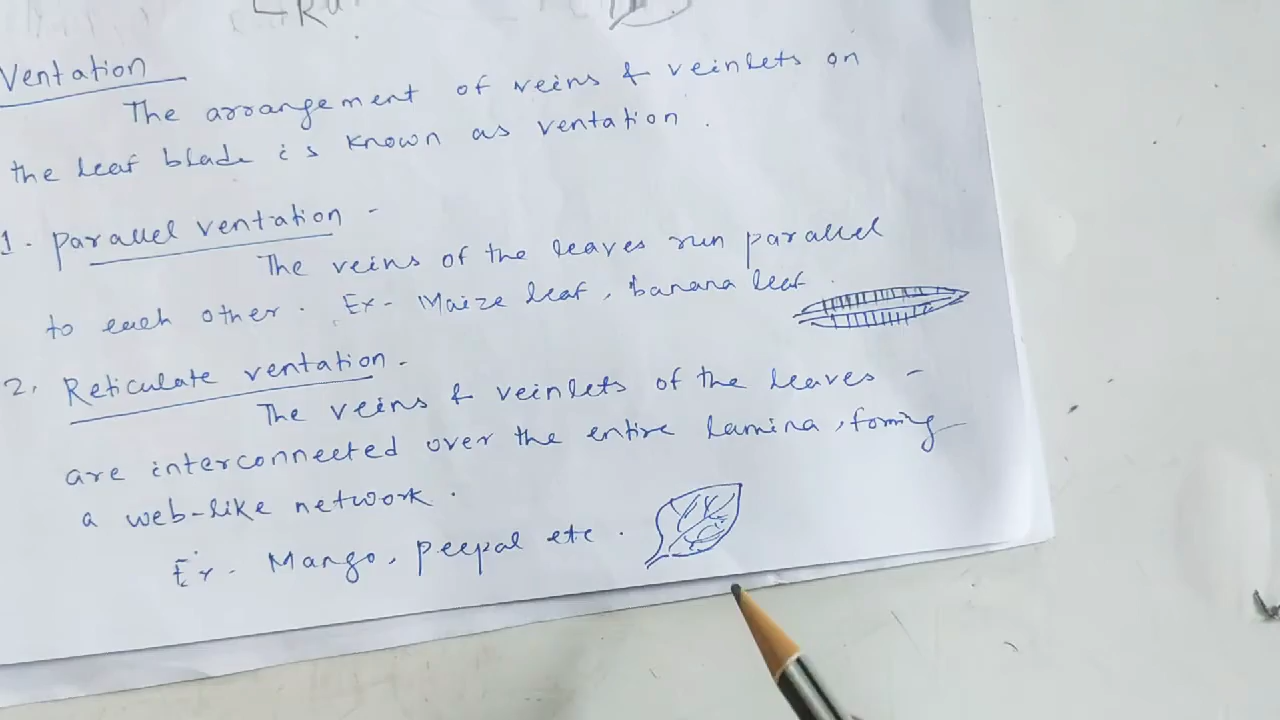 Ventation
The arrangement of veins & veinlets on
the leaf blade is known as ventation .
1. Parallel ventation -
The veins of the leaves run parallel
to each other. Ex- Maize leaf, banana leaf.
2. Reticulate ventation -
The veins & veinlets of the leaves -
are interconnected over the entire lamina, foming
a web-like network.
Ex. Mango, peepal etc.